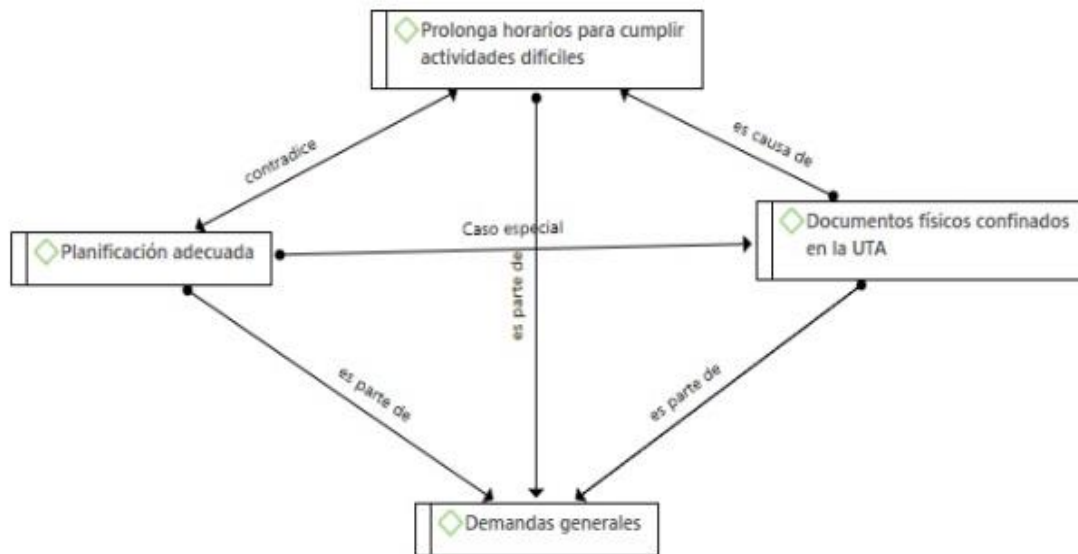 Prolonga horarios para cumplir
actividades dificiles
contradice
es causa de
Planificación adecuada
Caso especial
Documentos físicos confinados
en la UTA
es parte de
es parte de
es parte de
Demandas generales